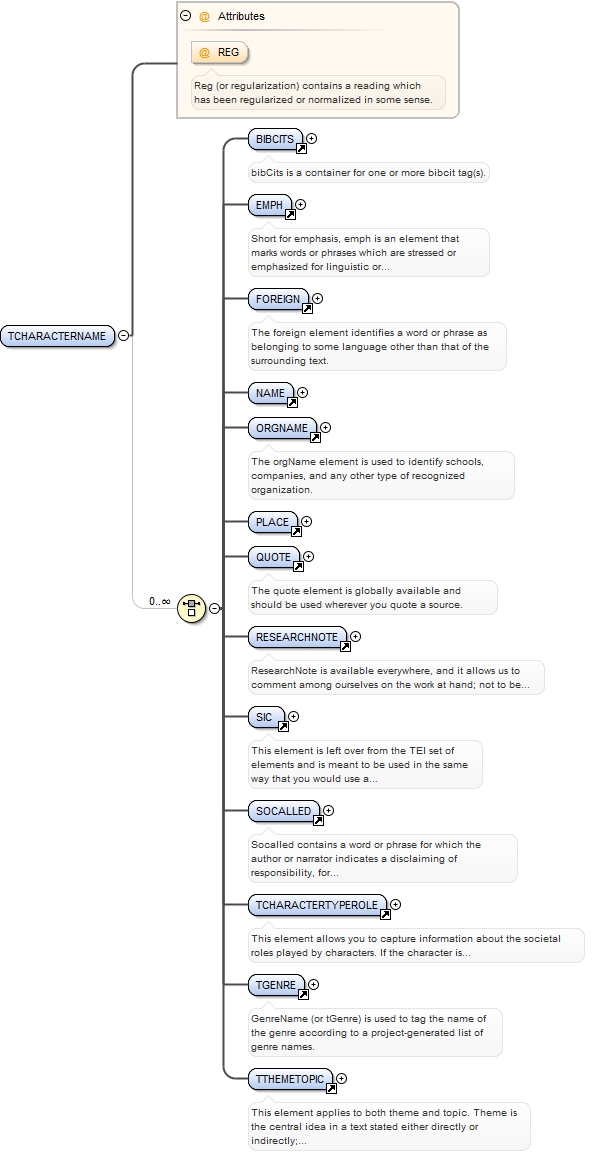 @ Attributes
@ REG
Reg (or regularization) contains a reading which
has been regularized or normalized in some sense.
BIBCITS
bibCits is a container for one or more bibcit tag(s).
EMPH
Short for emphasis, emph is an element that
marks words or phrases which are stressed or
emphasized for linguistic or...
FOREIGN
The foreign element identifies a word or phrase as
belonging to some language other than that of the
surrounding text.
TCHARACTERNAME
NAME
ORGNAME
The orgName element is used to identify schools,
companies, and any other type of recognized
organization.
PLACE
QUOTE
The quote element is globally available and
should be used wherever you quote a source.
0..∞
RESEARCHNOTE
ResearchNote is available everywhere, and it allows us to
comment among ourselves on the work at hand; not to be...
SIC
This element is left over from the TEI set of
elements and is meant to be used in the same
way that you would use a...
SOCALLED
Socalled contains a word or phrase for which the
author or narrator indicates a disclaiming of
responsibility, for...
TCHARACTERTYPEROLE
This element allows you to capture information about the societal
roles played by characters. If the character is...
TGENRE
GenreName (or tGenre) is used to tag the name of
the genre according to a project-generated list of
genre names.
TTHEMETOPIC
This element applies to both theme and topic. Theme is
the central idea in a text stated either directly or
indirectly;...